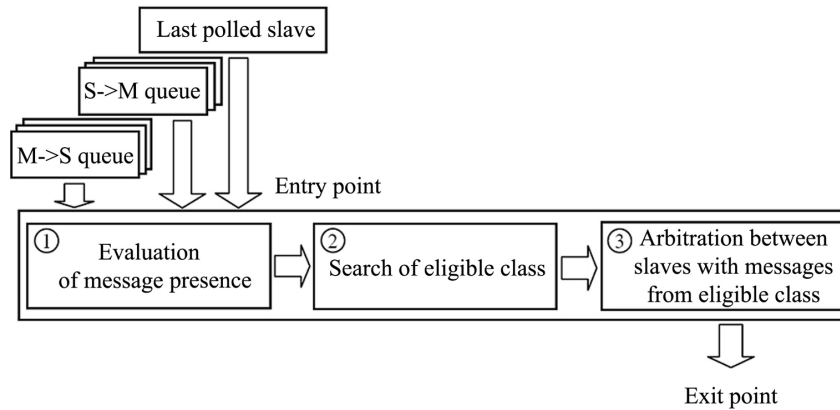 Last polled slave
S->M queue
M->S queue
Entry point
① Evaluation
of message presence
② Search of eligible class
③ Arbitration between
slaves with messages
from eligible class
Exit point